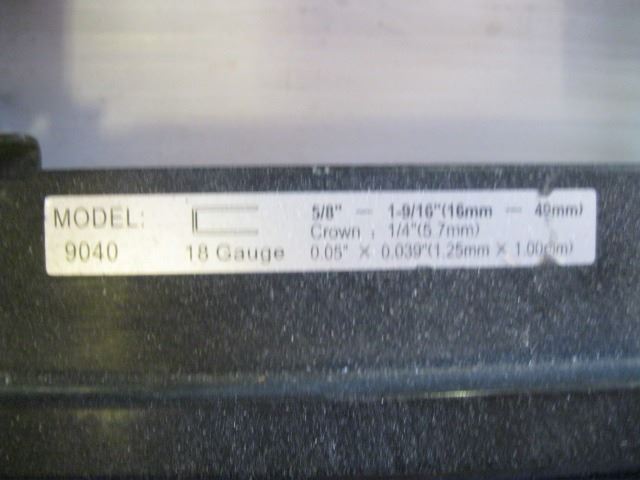 MODEL:
9040
18 Gauge
5/8" — 1-9/16"(16mm — 40mm)
Crown : 1/4"(5.7mm)
0.05" × 0.039"(1.25mm × 1.00mm)